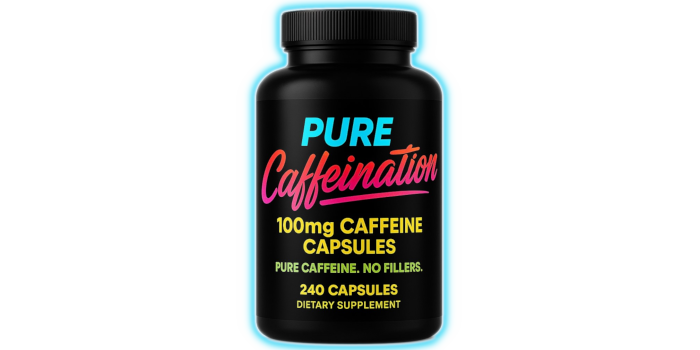 PURE
Caffeination
100mg CAFFEINE
CAPSULES
PURE CAFFEINE. NO FILLERS.
240 CAPSULES
DIETARY SUPPLEMENT